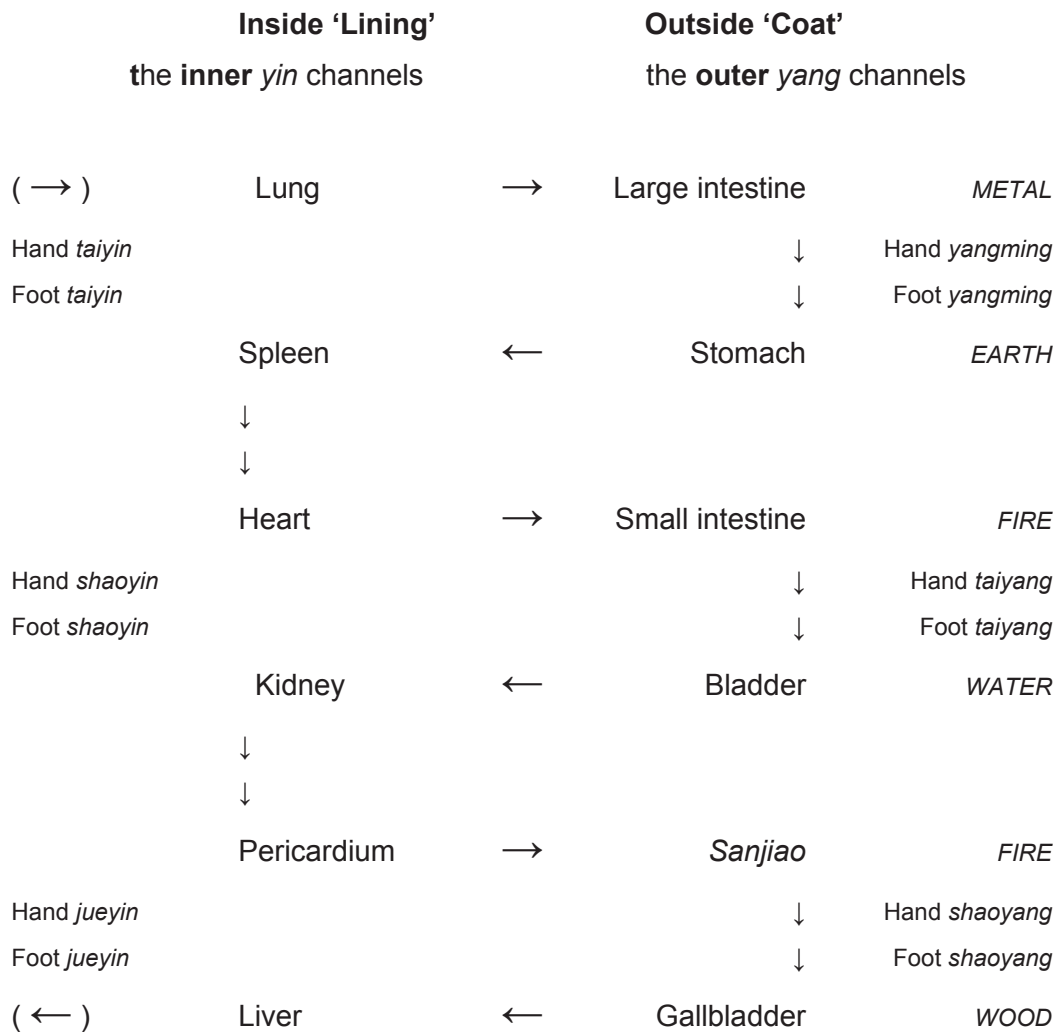 Inside ‘Lining’ Outside ‘Coat’
the inner yin channels the outer yang channels
( → ) Lung → Large intestine METAL
Hand taiyin ↓ Hand yangming
Foot taiyin ↓ Foot yangming
Spleen ← Stomach EARTH
↓
↓
Heart → Small intestine FIRE
Hand shaoyin ↓ Hand taiyang
Foot shaoyin ↓ Foot taiyang
Kidney ← Bladder WATER
↓
↓
Pericardium → Sanjiao FIRE
Hand jueyin ↓ Hand shaoyang
Foot jueyin ↓ Foot shaoyang
( ← ) Liver ← Gallbladder WOOD